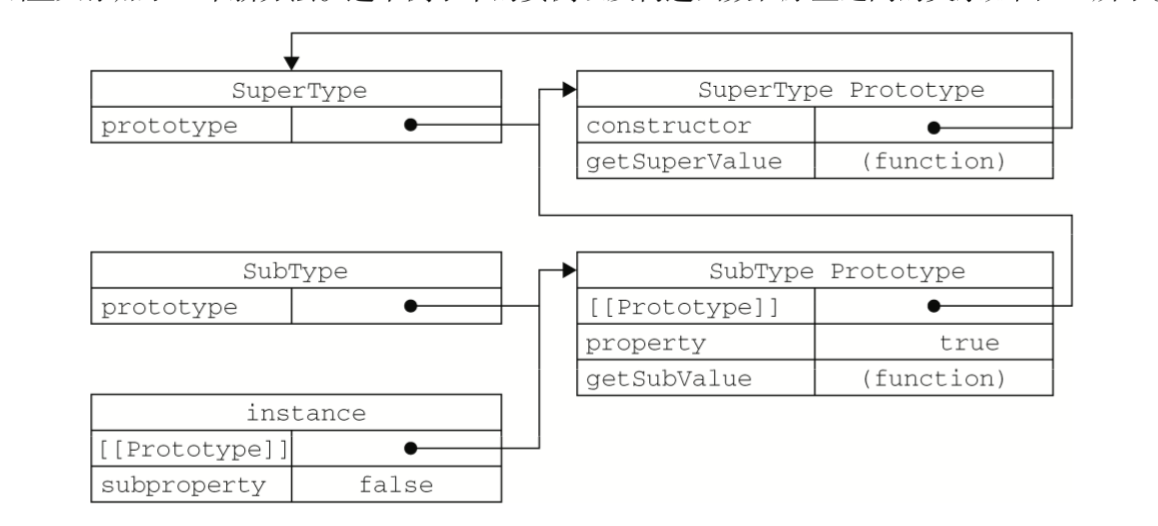 SuperType
prototype
SuperType Prototype
constructor
getSuperValue (function)
SubType
prototype
SubType Prototype
[[Prototype]]
property true
getSubValue (function)
instance
[[Prototype]]
subproperty false